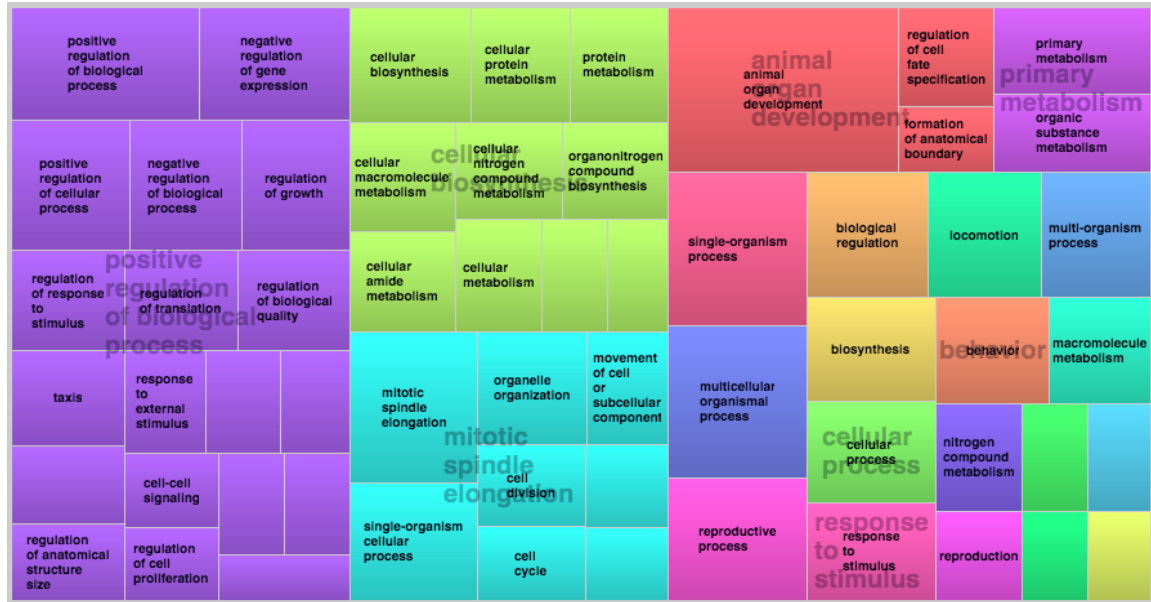 positive
regulation
of biological
process
negative
regulation
of gene
expression
positive
regulation
of cellular
process
negative
regulation
of biological
process
regulation
of growth
positive
regulation
of biological
process
regulation
of response
to
stimulus
regulation
of translation
regulation
of biological
quality
taxis
response
to
external
stimulus
cell-cell
signaling
regulation
of anatomical
structure
size
regulation
of cell
proliferation
cellular
biosynthesis
cellular
protein
metabolism
protein
metabolism
cellular
macromolecule
metabolism
cellular
biosynthesis
cellular
nitrogen
compound
metabolism
organonitrogen
compound
biosynthesis
cellular
amide
metabolism
cellular
metabolism
mitotic
spindle
elongation
organelle
organization
movement
of cell
or
subcellular
component
mitotic
spindle
elongation
cell
division
single-organism
cellular
process
cell
cycle
animal
organ
development
animal
organ
development
regulation
of cell
fate
specification
formation
of anatomical
boundary
primary
metabolism
primary
metabolism
organic
substance
metabolism
single-organism
process
biological
regulation
locomotion
multi-organism
process
multicellular
organismal
process
biosynthesis
behavior
behavior
macromolecule
metabolism
cellular
process
cellular
process
nitrogen
compound
metabolism
reproductive
process
response
to
stimulus
response
to
stimulus
reproduction